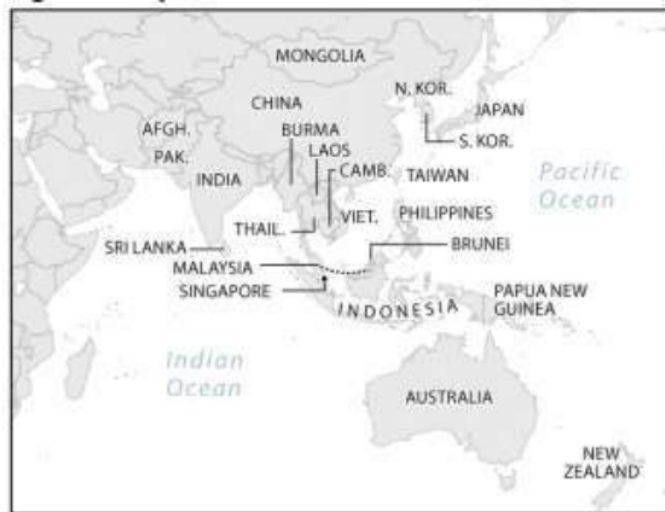 MONGOLIA
N. KOR.
CHINA
JAPAN
AFGH.
BURMA
S. KOR.
LAOS
PAK.
CAMB.
TAIWAN
Pacific
Ocean
INDIA
VIET.
PHILIPPINES
THAIL.
SRI LANKA
BRUNEI
MALAYSIA
SINGAPORE
PAPUA NEW
GUINEA
INDONESIA
Indian
Ocean
AUSTRALIA
NEW
ZEALAND